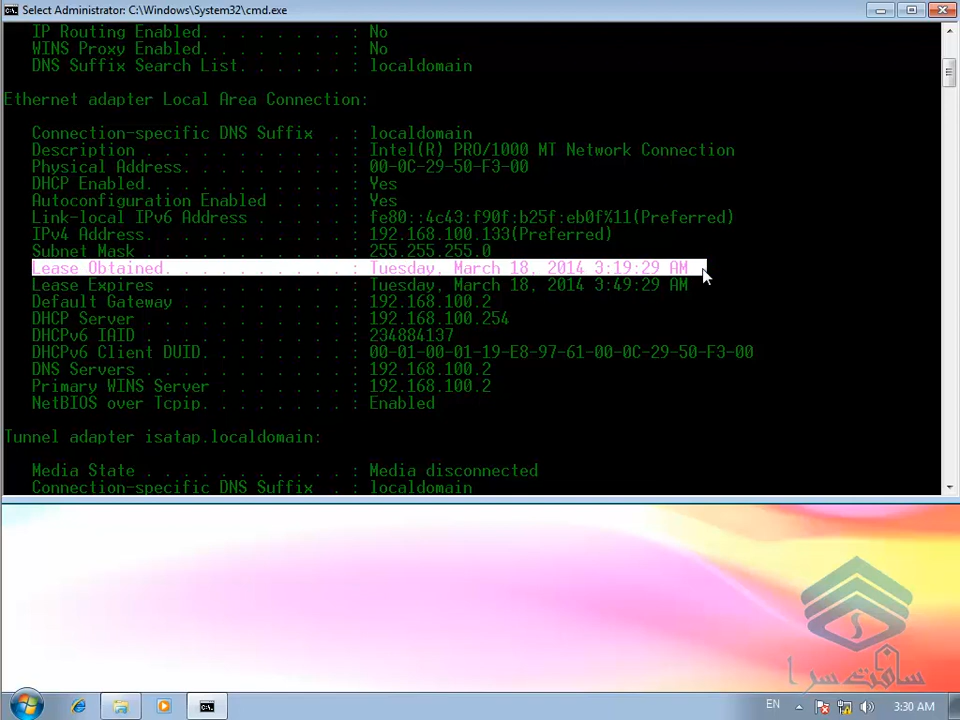 Select Administrator: C:\Windows\System32\cmd.exe
IP Routing Enabled. . . . . . . . : No
WINS Proxy Enabled. . . . . . . . : No
DNS Suffix Search List. . . . . . : localdomain
Ethernet adapter Local Area Connection:
Connection-specific DNS Suffix  . : localdomain
Description . . . . . . . . . . . : Intel(R) PRO/1000 MT Network Connection
Physical Address. . . . . . . . . : 00-0C-29-50-F3-00
DHCP Enabled. . . . . . . . . . . : Yes
Autoconfiguration Enabled . . . . : Yes
Link-local IPv6 Address . . . . . : fe80::4c43:f90f:b25f:eb0f%11(Preferred)
IPv4 Address. . . . . . . . . . . : 192.168.100.133(Preferred)
Subnet Mask . . . . . . . . . . . : 255.255.255.0
Lease Obtained. . . . . . . . . . : Tuesday, March 18, 2014 3:19:29 AM
Lease Expires . . . . . . . . . . : Tuesday, March 18, 2014 3:49:29 AM
Default Gateway . . . . . . . . . : 192.168.100.2
DHCP Server . . . . . . . . . . . : 192.168.100.254
DHCPv6 IAID . . . . . . . . . . . : 234884137
DHCPv6 Client DUID. . . . . . . . : 00-01-00-01-19-E8-97-61-00-0C-29-50-F3-00
DNS Servers . . . . . . . . . . . : 192.168.100.2
Primary WINS Server . . . . . . . : 192.168.100.2
NetBIOS over Tcpip. . . . . . . . : Enabled
Tunnel adapter isatap.localdomain:
Media State . . . . . . . . . . . : Media disconnected
Connection-specific DNS Suffix  . : localdomain
سافت سرا
EN
3:30 AM